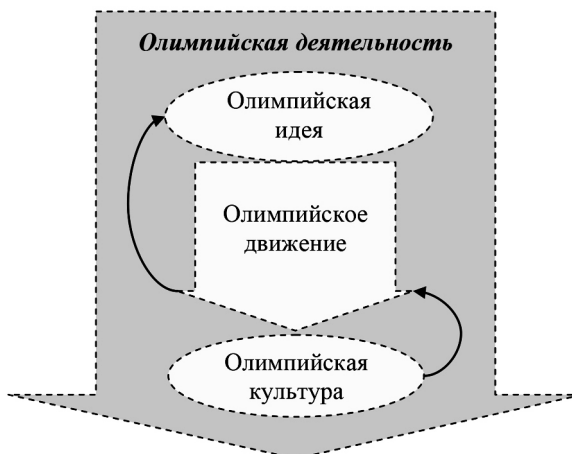 Олимпийская деятельность
Олимпийская
идея
Олимпийское
движение
Олимпийская
культура